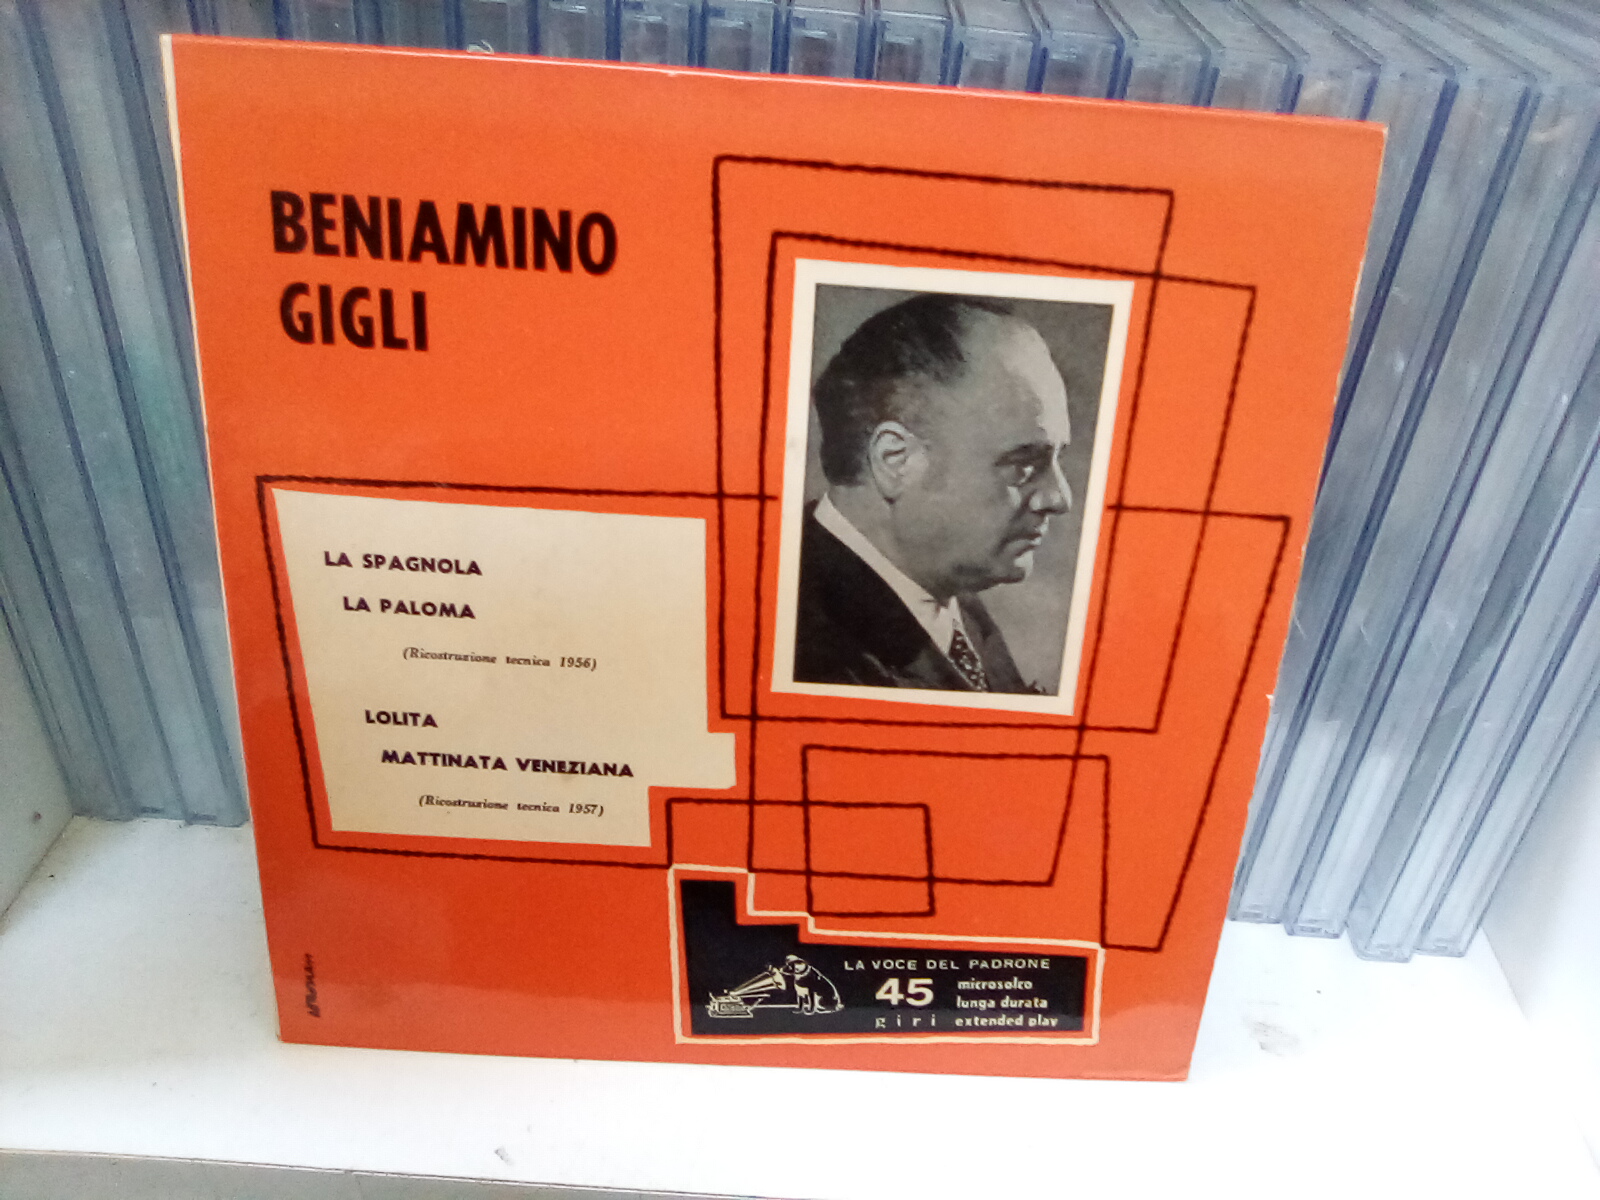 BENIAMINO
GIGLI
LA SPAGNOLA
LA PALOMA
(Ricostruzione tecnica 1956)
LOLITA
MATTINATA VENEZIANA
(Ricostruzione tecnica 1957)
LA VOCE DEL PADRONE
45 microsolco
lunga durata
giri extended play